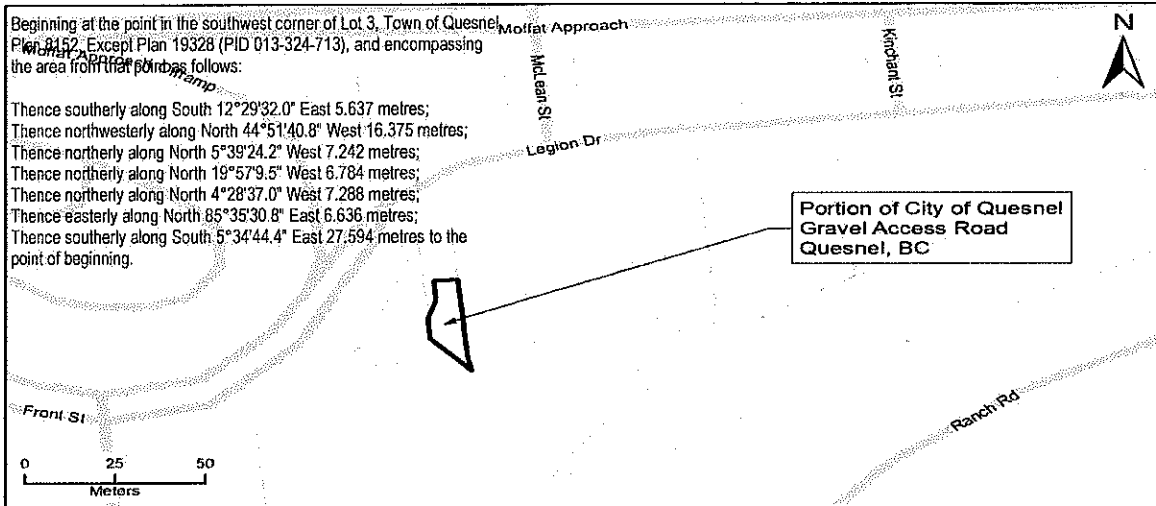 Beginning at the point in the southwest corner of Lot 3, Town of Quesnel,
Plan 8152, Except Plan 19328 (PID 013-324-713), and encompassing
the area from that point as follows:
Thence southerly along South 12°29'32.0" East 5.637 metres;
Thence northwesterly along North 44°51'40.8" West 16.375 metres;
Thence northerly along North 5°39'24.2" West 7.242 metres;
Thence northerly along North 19°57'9.5" West 6.784 metres;
Thence northerly along North 4°28'37.0" West 7.288 metres;
Thence easterly along North 85°35'30.8" East 6.636 metres;
Thence southerly along South 5°34'44.4" East 27.594 metres to the
point of beginning.
Moffat Approach
Moffat Approach Offramp
McLean St
Kinchant St
N
Legion Dr
Portion of City of Quesnel
Gravel Access Road
Quesnel, BC
Front St
Ranch Rd
0 25 50
Meters